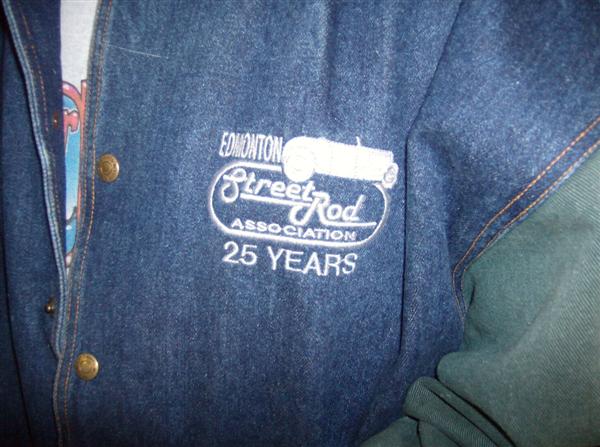 EDMONTON
Street Rod
ASSOCIATION
25 YEARS